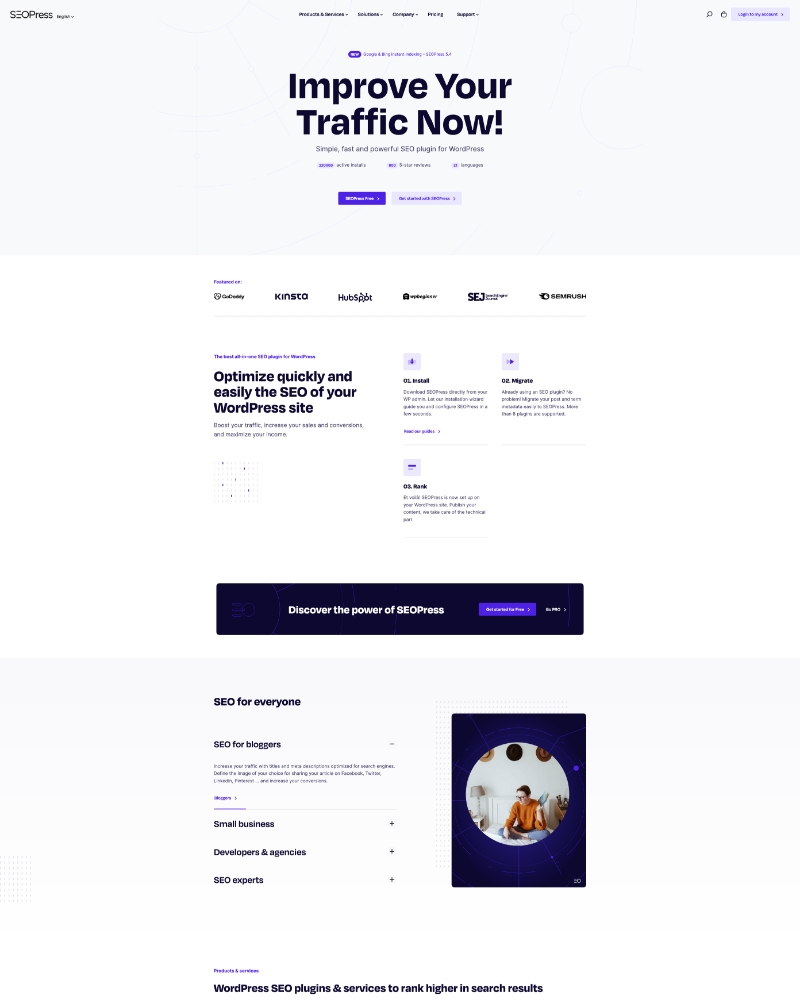 SEOPress
English
Products & Services
Solutions
Company
Pricing
Support
Login to my account
NEW Google & Bing Instant Indexing – SEOPress 5.4
Improve Your
Traffic Now!
Simple, fast and powerful SEO plugin for WordPress
active installs
5-star reviews
languages
SEOPress Free
Get started with SEOPress
Featured on:
GoDaddy
Kinsta
HubSpot
wpbeginner
SEJ Search Engine Journal
SEMRUSH
The best all-in-one SEO plugin for WordPress
Optimize quickly and
easily the SEO of your
WordPress site
Boost your traffic, increase your sales and conversions,
and maximize your income.
01. Install
Download SEOPress directly from your
WP admin. Let our installation wizard
guide you and configure SEOPress in a
few seconds.
Read our guides
02. Migrate
Already using an SEO plugin? No
problem! Migrate your post and term
metadata easily to SEOPress. More
than 8 plugins are supported.
03. Rank
Et voilà! SEOPress is now set up on
your WordPress site. Publish your
content, we take care of the technical
part
Discover the power of SEOPress
Get started for Free
Go PRO
SEO for everyone
SEO for bloggers
Increase your traffic with titles and meta descriptions optimized for search engines.
Define the image of your choice for sharing your article on Facebook, Twitter,
LinkedIn, Pinterest ... and increase your conversions.
Bloggers
Small business
Developers & agencies
SEO experts
Products & services
WordPress SEO plugins & services to rank higher in search results